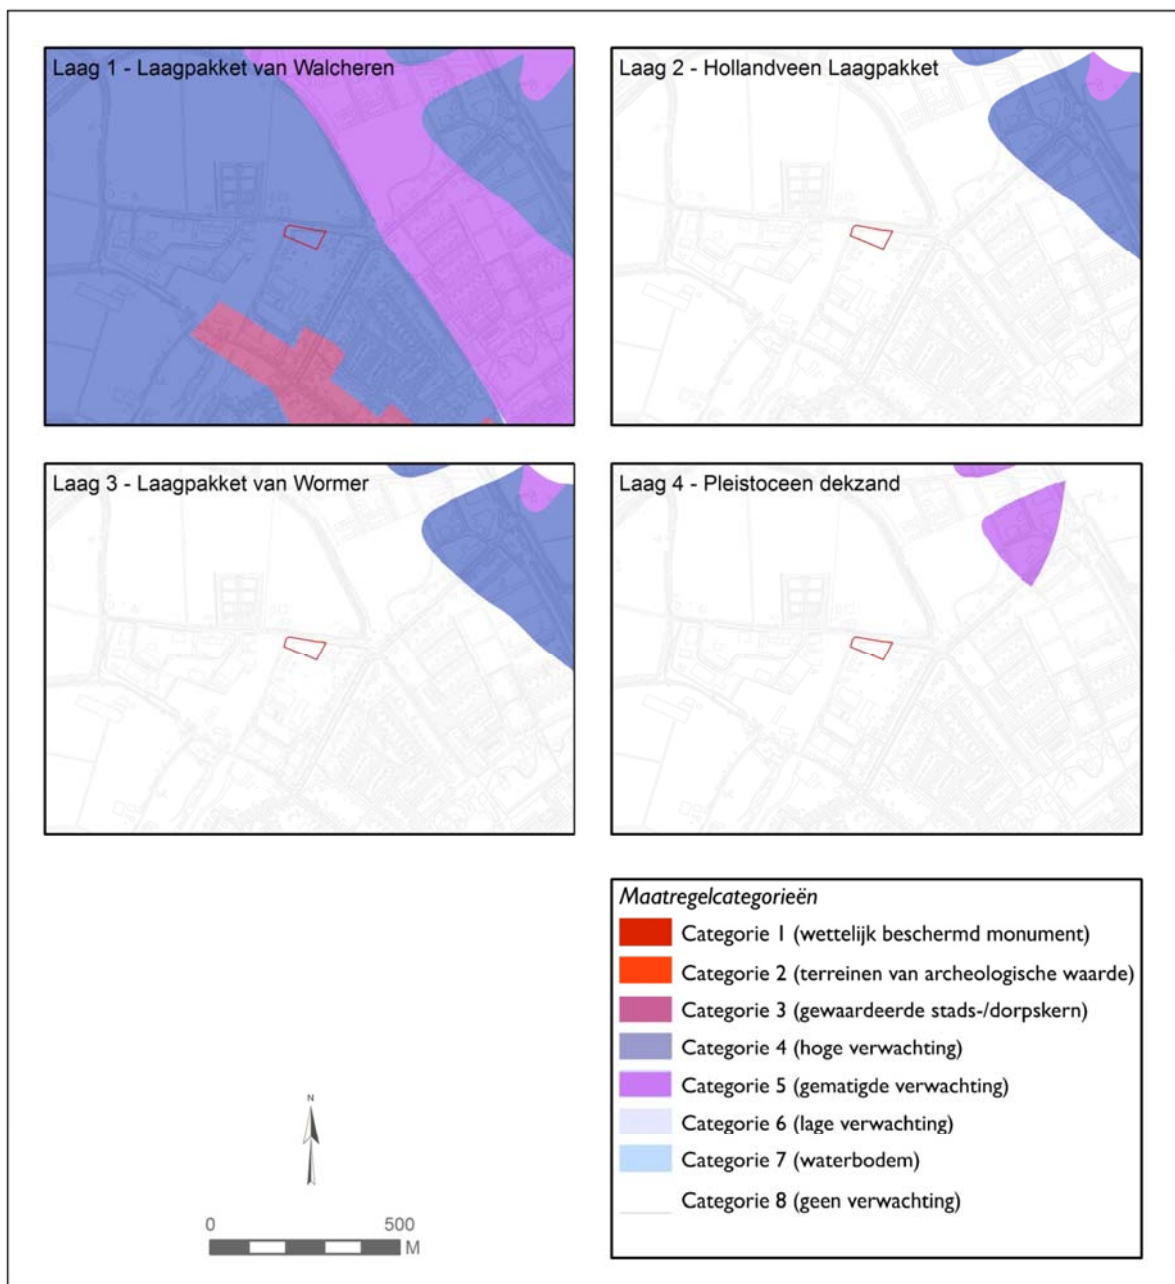 Laag 1 - Laagpakket van Walcheren
Laag 2 - Hollandveen Laagpakket
Laag 3 - Laagpakket van Wormer
Laag 4 - Pleistoceen dekzand
Maatregelcategorieën
Categorie 1 (wettelijk beschermd monument)
Categorie 2 (terreinen van archeologische waarde)
Categorie 3 (gewaardeerde stads-/dorpskern)
Categorie 4 (hoge verwachting)
Categorie 5 (gematigde verwachting)
Categorie 6 (lage verwachting)
Categorie 7 (waterbodem)
Categorie 8 (geen verwachting)
N
0 500
M